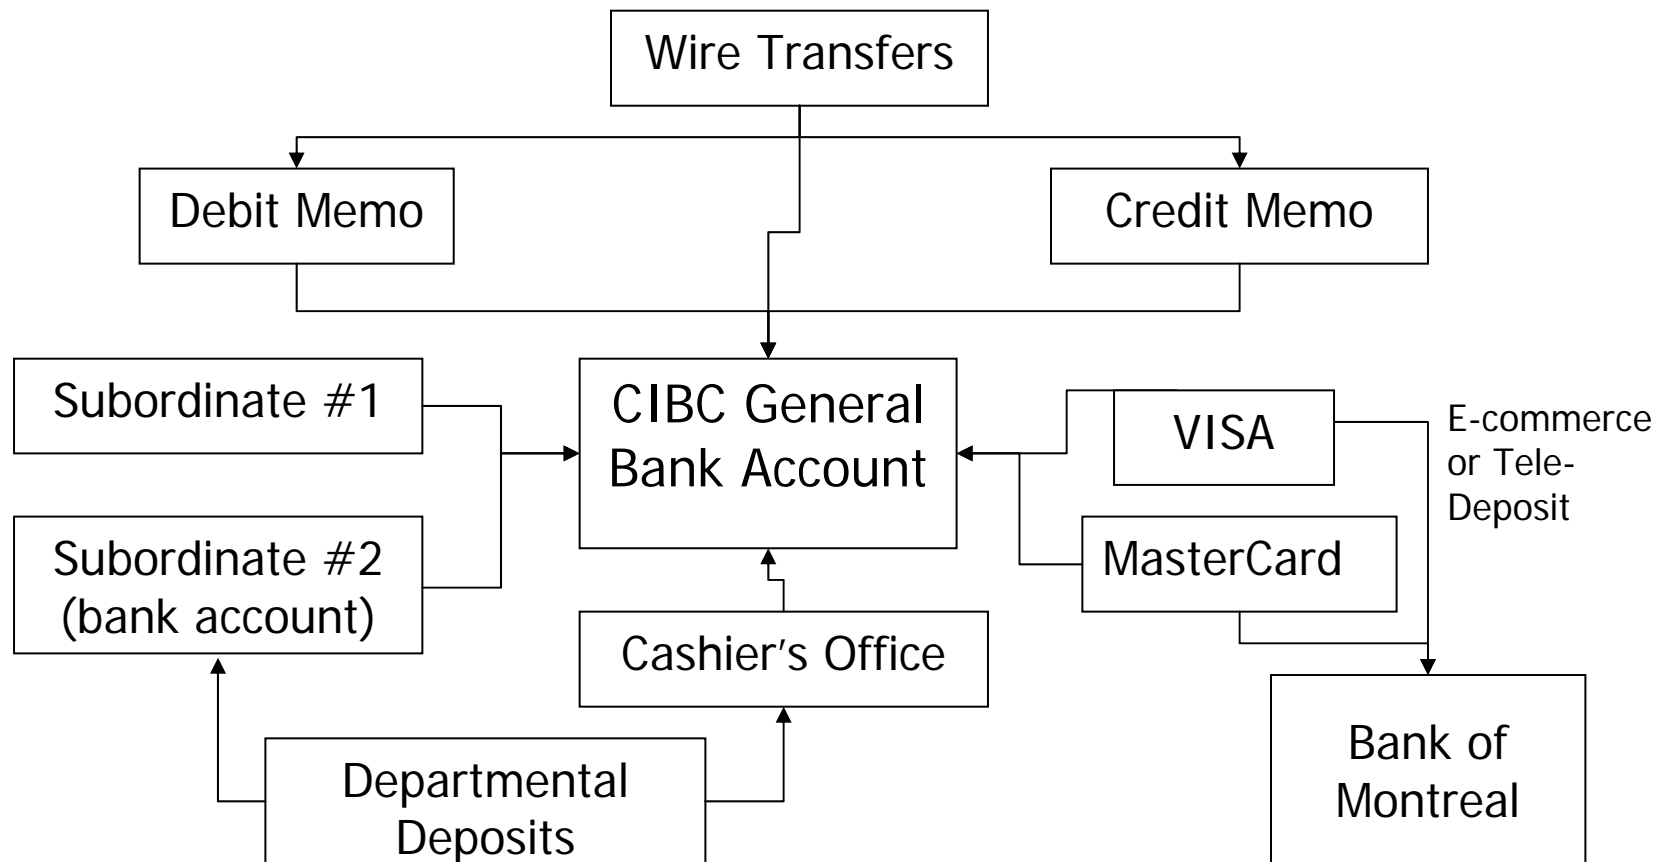 Wire Transfers
Debit Memo
Credit Memo
Subordinate #1
CIBC General
Bank Account
VISA
E-commerce
or Tele-
Deposit
Subordinate #2
(bank account)
MasterCard
Cashier's Office
Departmental
Deposits
Bank of
Montreal